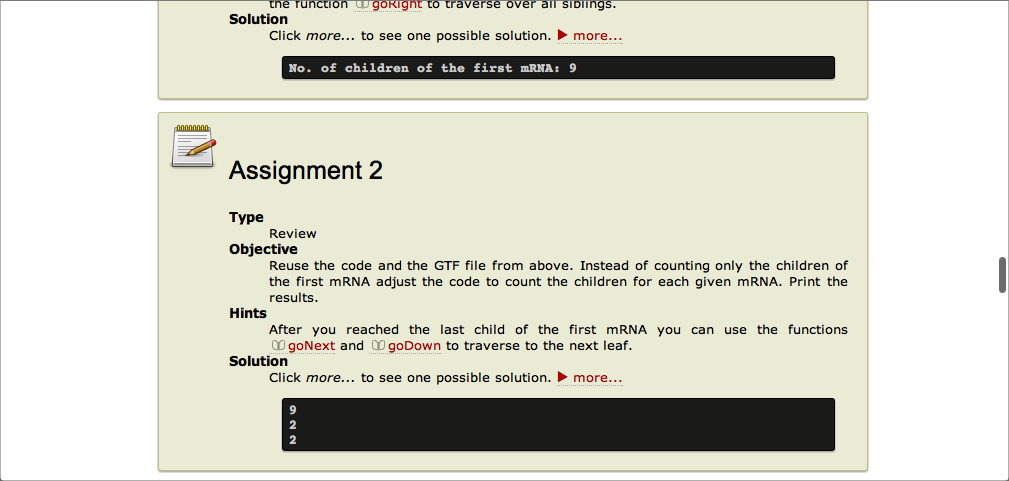 the function goRight to traverse over all siblings.
Solution
Click more... to see one possible solution. more...
No. of children of the first mRNA: 9
Assignment 2
Type
Review
Objective
Reuse the code and the GTF file from above. Instead of counting only the children of
the first mRNA adjust the code to count the children for each given mRNA. Print the
results.
Hints
After you reached the last child of the first mRNA you can use the functions
goNext and goDown to traverse to the next leaf.
Solution
Click more... to see one possible solution. more...
9
2
2